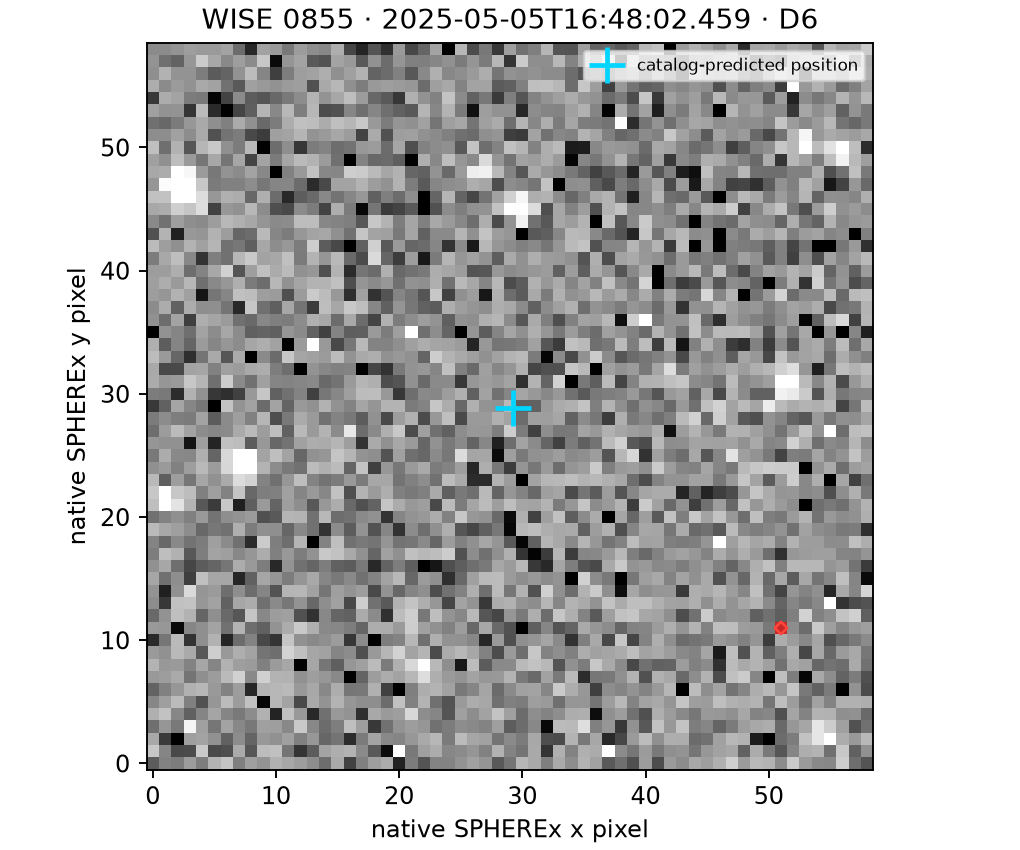 WISE 0855 · 2025-05-05T16:48:02.459 · D6
catalog-predicted position
native SPHEREx y pixel
50
40
30
20
10
0
0 10 20 30 40 50
native SPHEREx x pixel